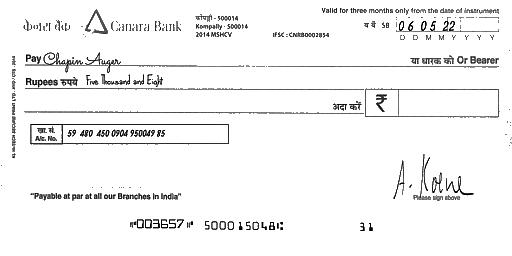 Valid for three months only from the date of instrument
केनरा बैंक Canara Bank
कोंपल्ली - 500014
Kompally - 500014
2014 MSHCV
IFSC : CNRB0002854
SB 06 05 22
D D M M Y Y Y Y
Pay Chapin Auger या धारक को Or Bearer
Rupees रुपये Five Thousand and Eight
अदा करें ₹
खा. सं.
A/c. No. 59 480 450 0904 950049 85
A. Koene
"Payable at par at all our Branches in India"
Please sign above
⑈003657⑈ 500015048⑆ 31